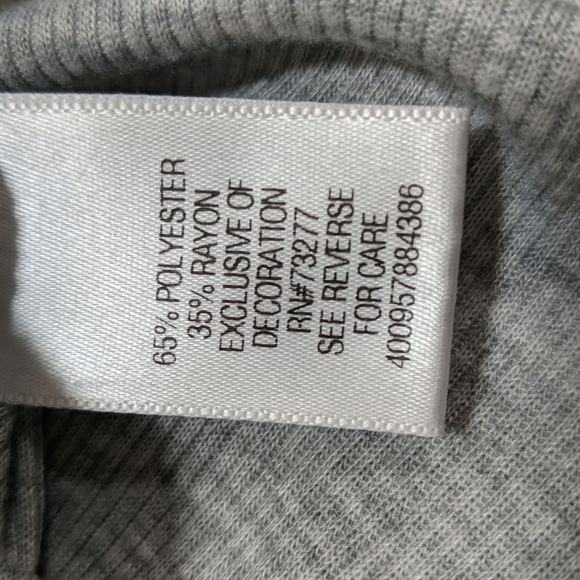 65% POLYESTER
35% RAYON
EXCLUSIVE OF
DECORATION
RN#73277
SEE REVERSE
FOR CARE
400957884386